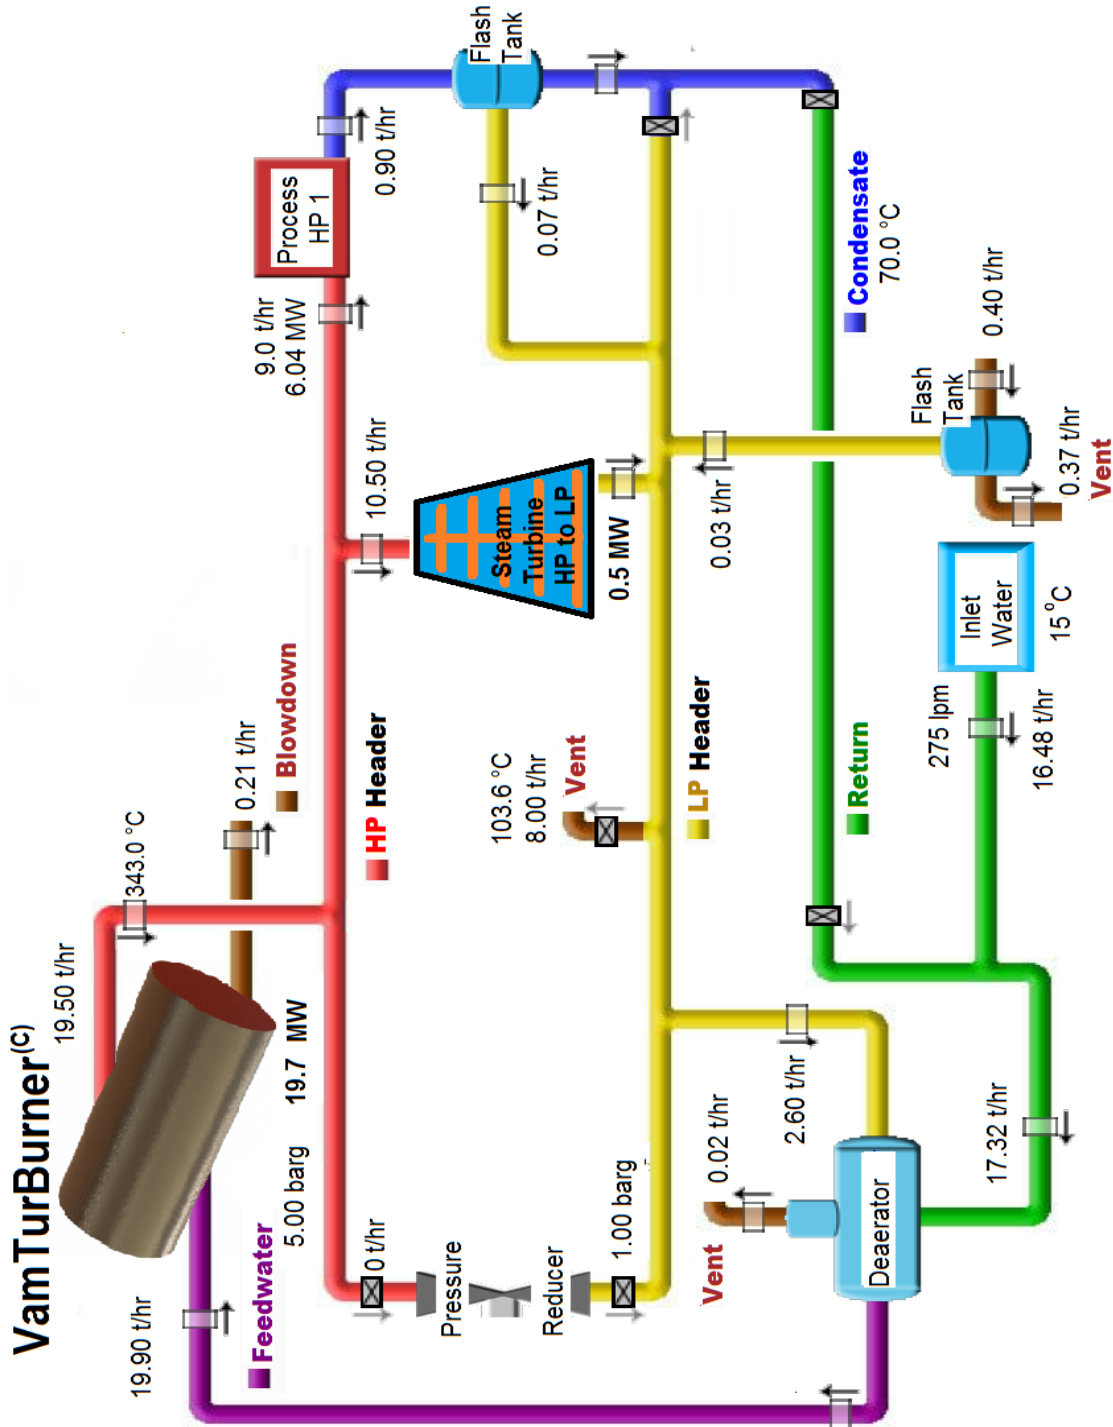 VamTurBurner(C)
19.50 t/hr
343.0 °C
0.21 t/hr
Blowdown
19.90 t/hr
Feedwater
5.00 barg
19.7 MW
HP Header
9.0 t/hr
6.04 MW
Process
HP 1
0.90 t/hr
Flash
Tank
10.50 t/hr
0 t/hr
Pressure
Reducer
1.00 barg
Steam
Turbine
HP to LP
0.5 MW
0.07 t/hr
103.6 °C
8.00 t/hr
Vent
LP Header
0.03 t/hr
Condensate
70.0 °C
Vent
0.02 t/hr
2.60 t/hr
Deaerator
Return
17.32 t/hr
275 lpm
16.48 t/hr
Inlet
Water
15°C
Flash
Tank
0.40 t/hr
0.37 t/hr
Vent